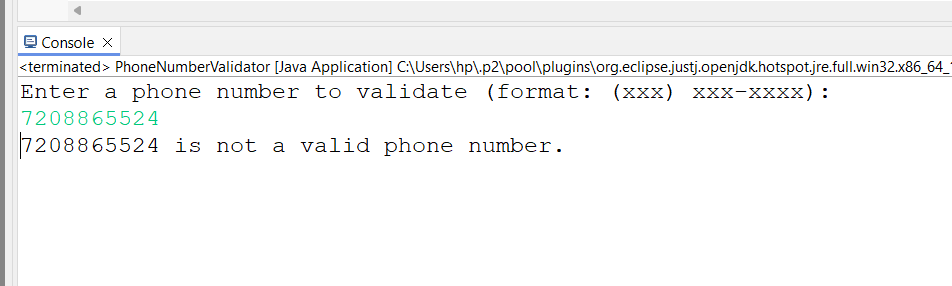 Console
<terminated> PhoneNumberValidator [Java Application] C:\Users\hp\.p2\pool\plugins\org.eclipse.justj.openjdk.hotspot.jre.full.win32.x86_64_
Enter a phone number to validate (format: (xxx) xxx-xxxx):
7208865524
7208865524 is not a valid phone number.